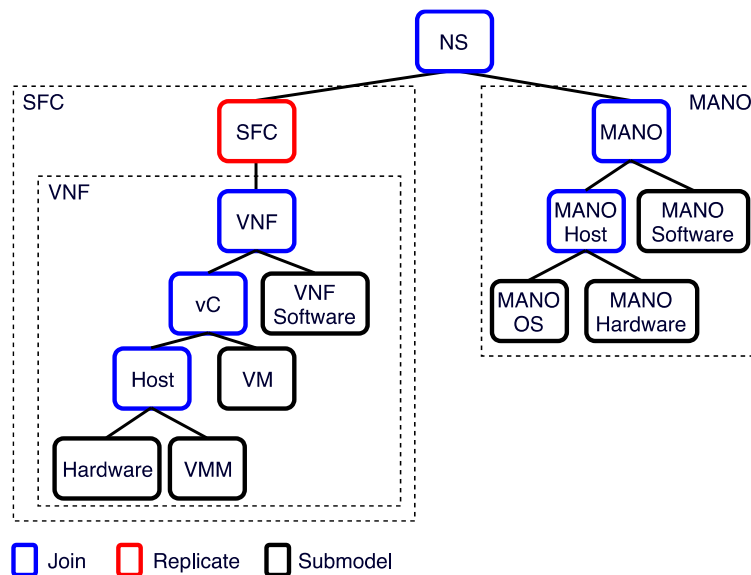 NS
SFC
MANO
SFC
MANO
VNF
VNF
MANO
Host
MANO
Software
vC
VNF
Software
MANO
OS
MANO
Hardware
Host
VM
Hardware
VMM
Join
Replicate
Submodel